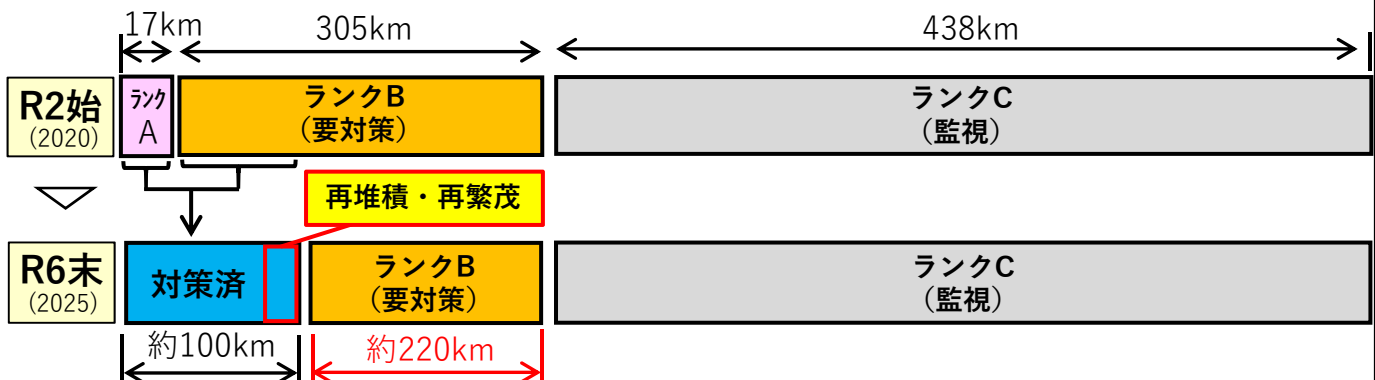 17km
305km
438km
R2始
(2020)
ランク
A
ランクB
(要対策)
ランクC
(監視)
再堆積・再繁茂
R6末
(2025)
対策済
ランクB
(要対策)
ランクC
(監視)
約100km
約220km